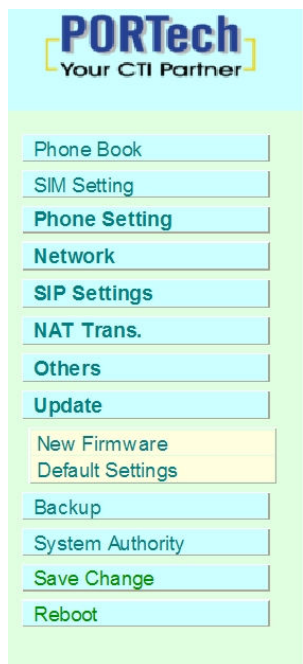 PORTech
Your CTI Partner
Phone Book
SIM Setting
Phone Setting
Network
SIP Settings
NAT Trans.
Others
Update
New Firmware
Default Settings
Backup
System Authority
Save Change
Reboot